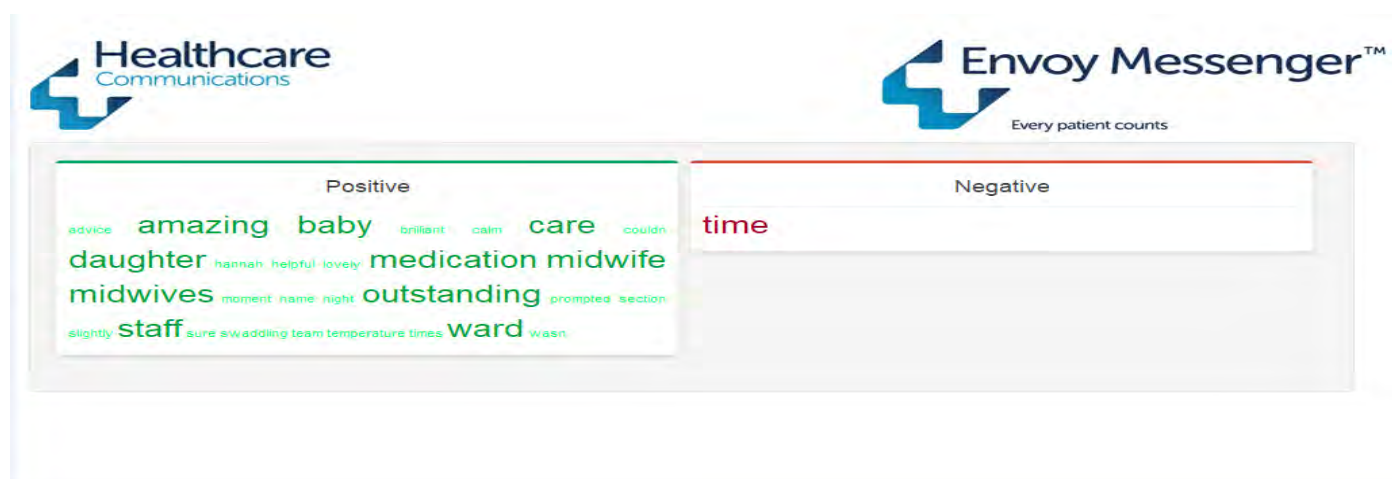 Healthcare
Communications
Envoy Messenger™
Every patient counts
Positive
advice amazing baby brilliant calm care couldn
daughter hannah helpful lovely medication midwife
midwives moment name night outstanding prompted section
slightly staff sure swaddling team temperature times ward wasn
Negative
time